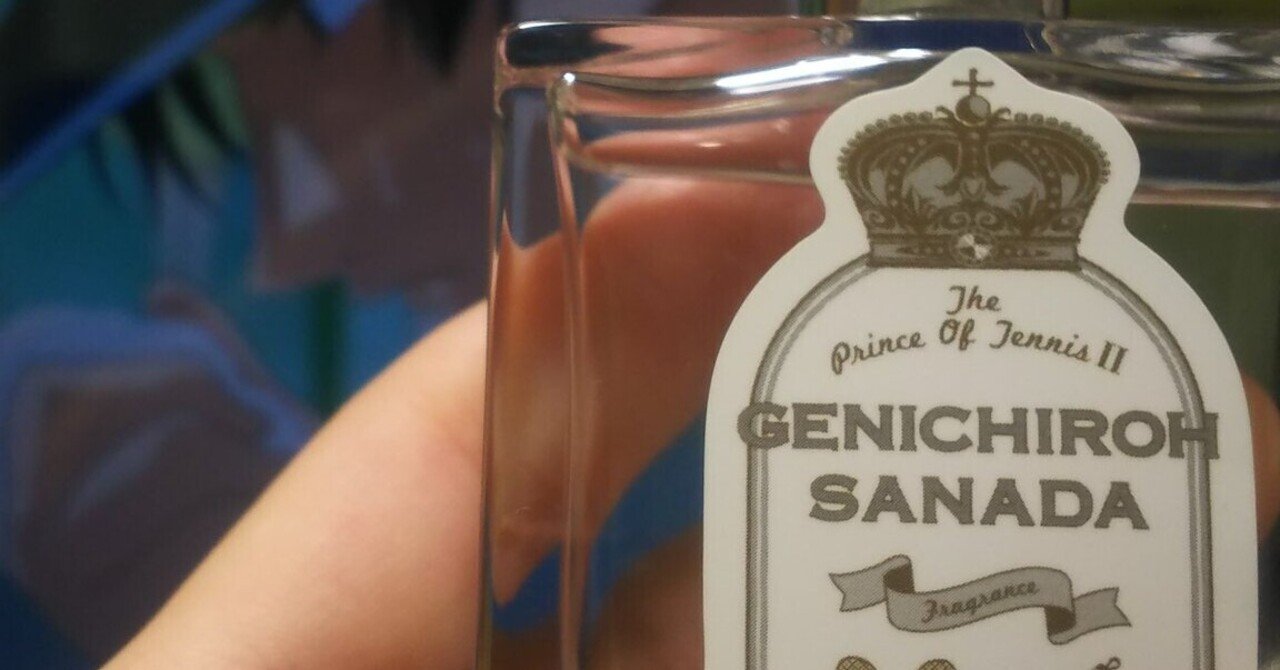 The
Prince Of Tennis II
GENICHIROH
SANADA
Fragrance